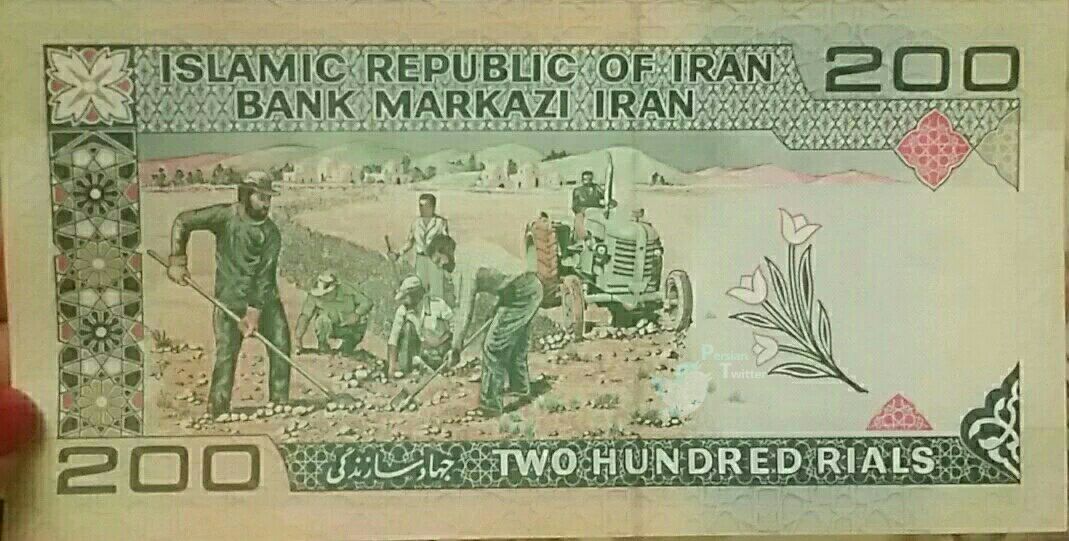 ISLAMIC REPUBLIC OF IRAN
BANK MARKAZI IRAN
200
Persian
Twitter
200
جهاد سازندگی
TWO HUNDRED RIALS